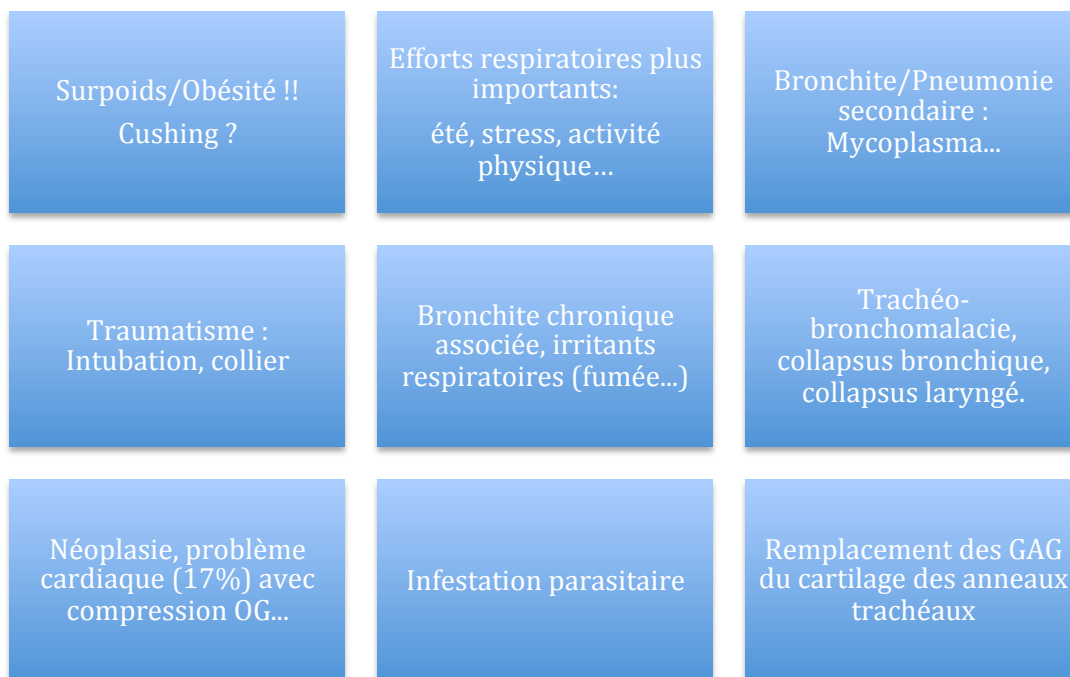 Surpoids/Obésité !!
Cushing ?
Efforts respiratoires plus
importants:
été, stress, activité
physique…
Bronchite/Pneumonie
secondaire :
Mycoplasma...
Traumatisme :
Intubation, collier
Bronchite chronique
associée, irritants
respiratoires (fumée...)
Trachéo-
bronchomalacie,
collapsus bronchique,
collapsus laryngé.
Néoplasie, problème
cardiaque (17%) avec
compression OG...
Infestation parasitaire
Remplacement des GAG
du cartilage des anneaux
trachéaux